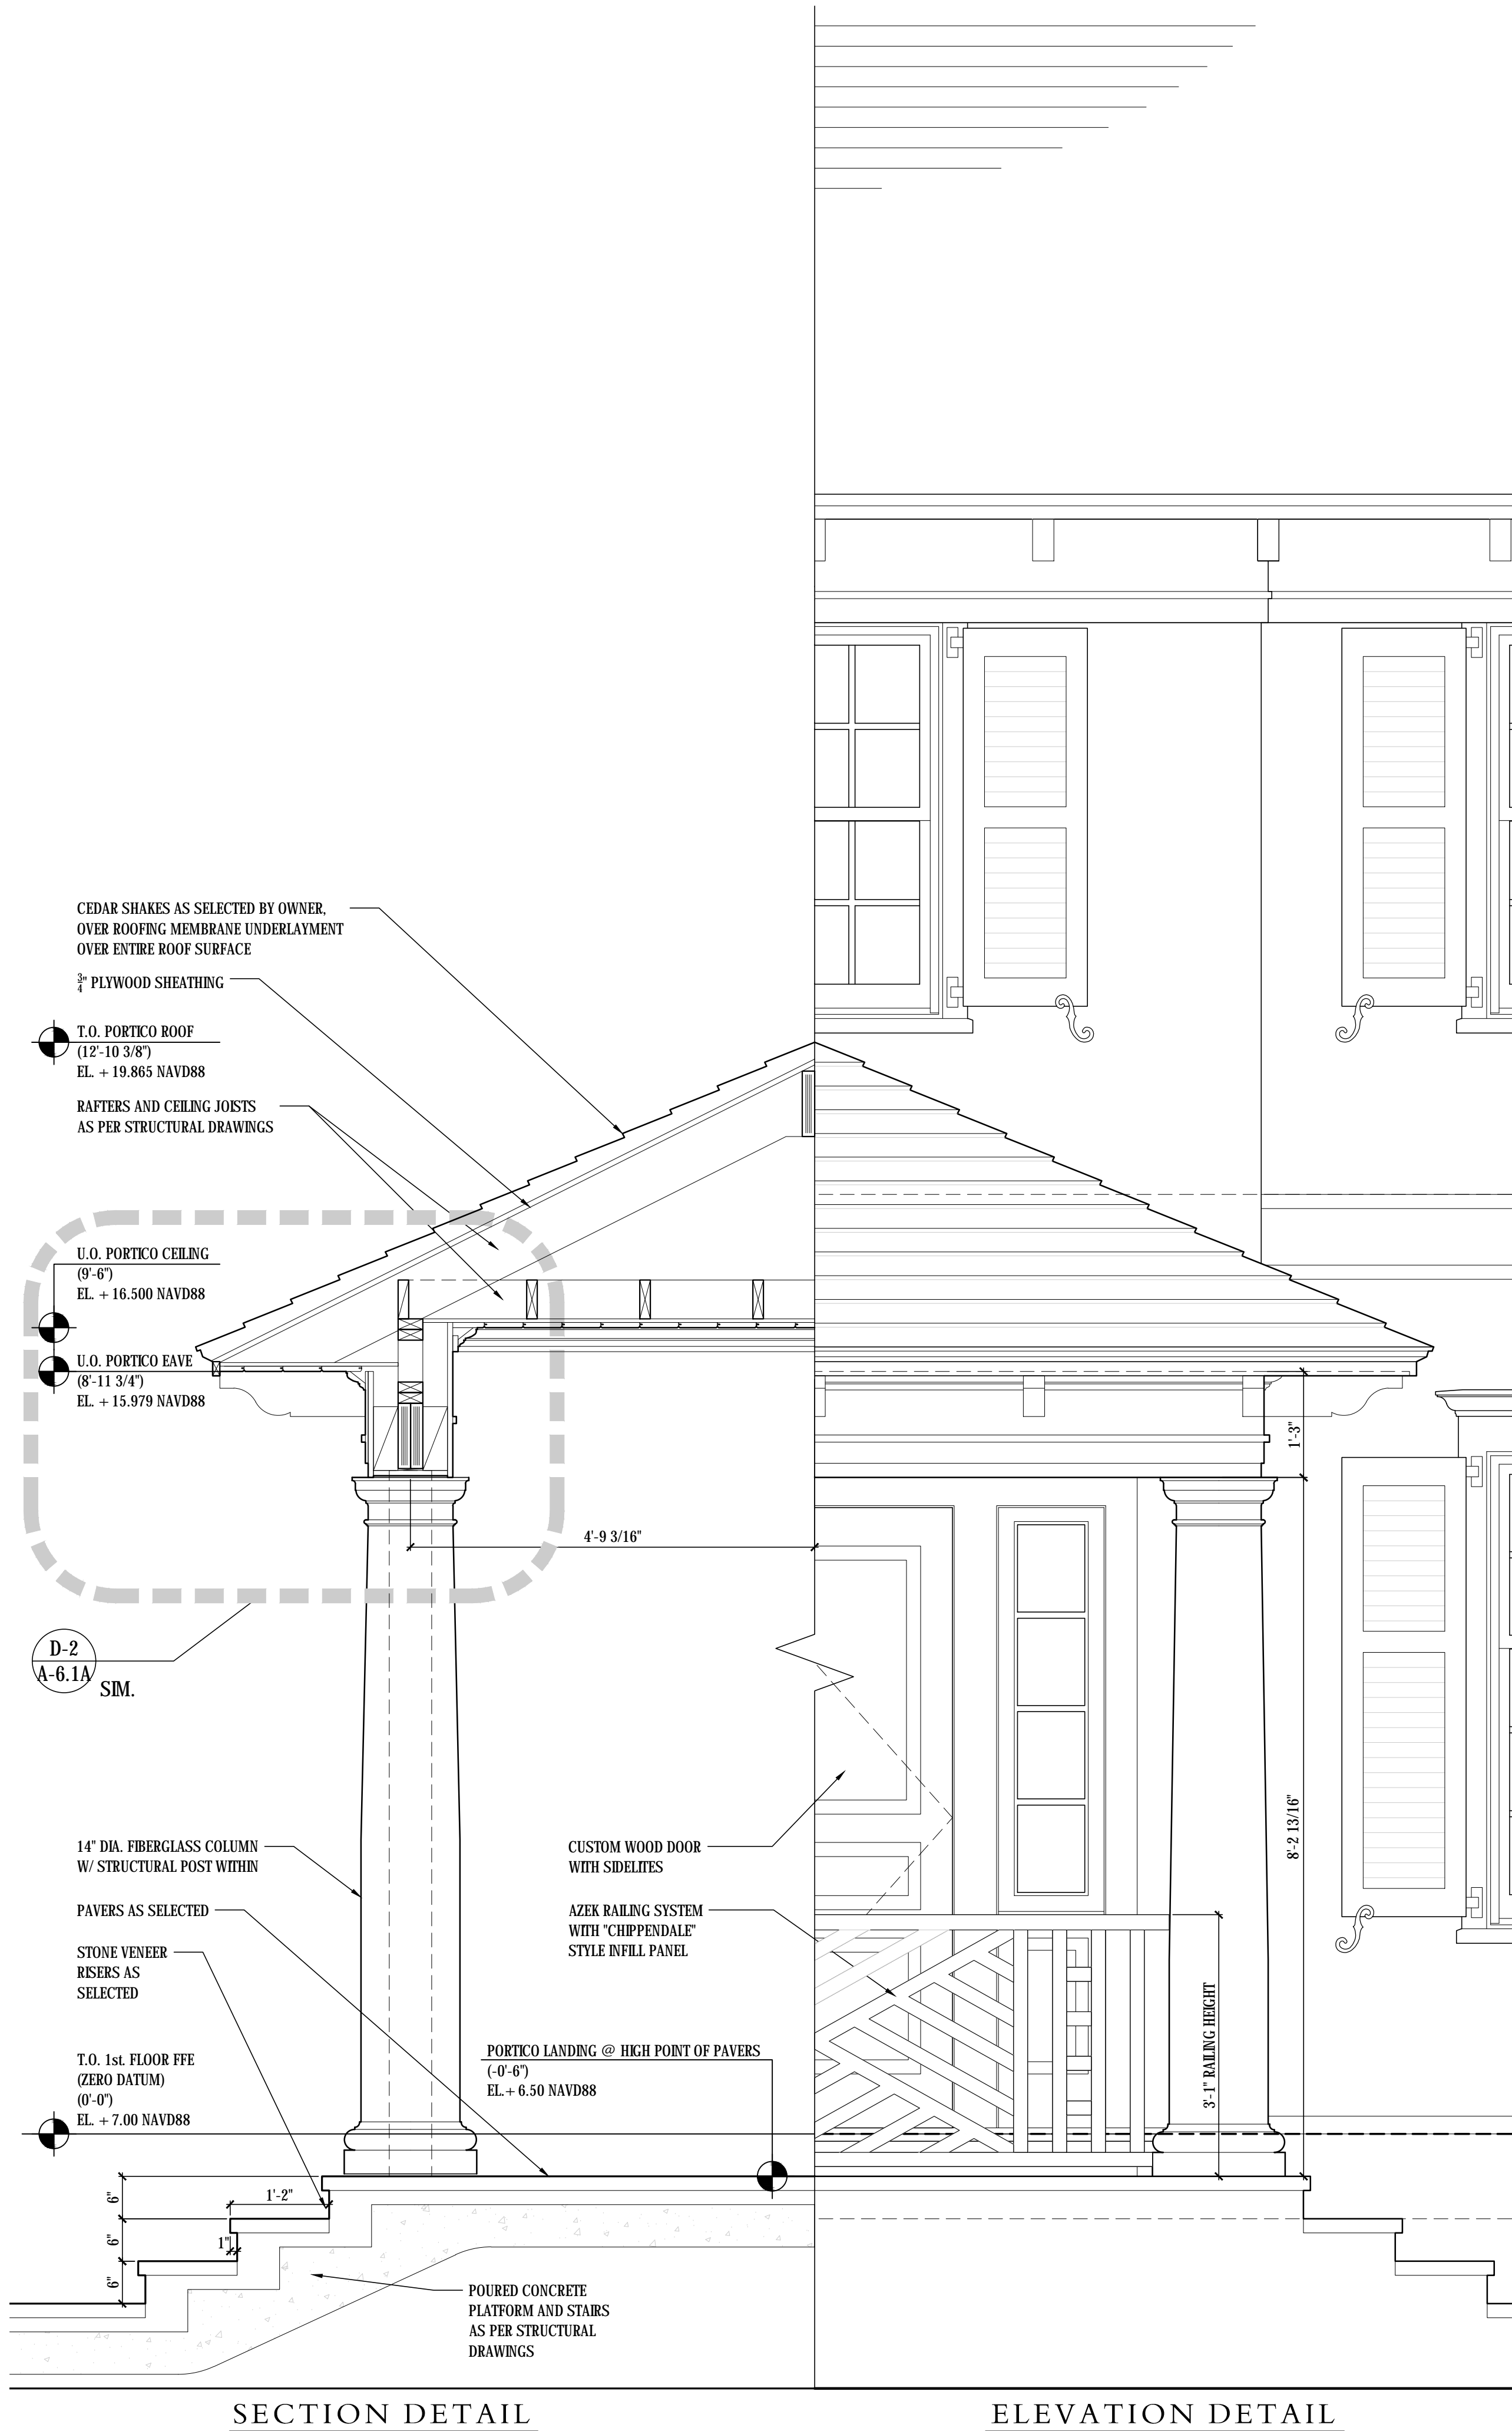 CEDAR SHAKES AS SELECTED BY OWNER,
OVER ROOFING MEMBRANE UNDERLAYMENT
OVER ENTIRE ROOF SURFACE
3/4" PLYWOOD SHEATHING
T.O. PORTICO ROOF
(12'-10 3/8")
EL. + 19.865 NAVD88
RAFTERS AND CEILING JOISTS
AS PER STRUCTURAL DRAWINGS
U.O. PORTICO CEILING
(9'-6")
EL. + 16.500 NAVD88
U.O. PORTICO EAVE
(8'-11 3/4")
EL. + 15.979 NAVD88
1'-3"
4'-9 3/16"
D-2
A-6.1A
SIM.
8'-2 13/16"
14" DIA. FIBERGLASS COLUMN
W/ STRUCTURAL POST WITHIN
CUSTOM WOOD DOOR
WITH SIDELITES
PAVERS AS SELECTED
AZEK RAILING SYSTEM
WITH "CHIPPENDALE"
STYLE INFILL PANEL
STONE VENEER
RISERS AS
SELECTED
3'-1" RAILING HEIGHT
T.O. 1st. FLOOR FFE
(ZERO DATUM)
(0'-0")
EL. + 7.00 NAVD88
PORTICO LANDING @ HIGH POINT OF PAVERS
(-0'-6")
EL.+ 6.50 NAVD88
6"
1'-2"
6"
1"
6"
POURED CONCRETE
PLATFORM AND STAIRS
AS PER STRUCTURAL
DRAWINGS
SECTION DETAIL
ELEVATION DETAIL